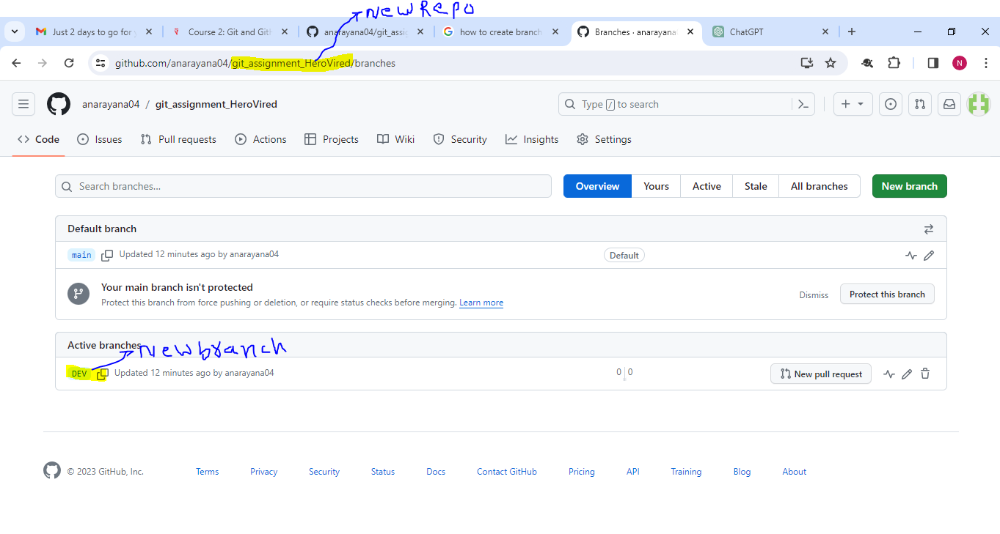 New Repo
Just 2 days to go for y
Course 2: Git and Gith
anarayana04/git_assig
how to create branch
Branches · anarayana
ChatGPT
github.com/anarayana04/git_assignment_HeroVired/branches
N
anarayana04 / git_assignment_HeroVired
Type / to search
Code Issues Pull requests Actions Projects Wiki Security Insights Settings
Search branches...
Overview Yours Active Stale All branches New branch
Default branch
main Updated 12 minutes ago by anarayana04 Default
Your main branch isn't protected
Protect this branch from force pushing or deletion, or require status checks before merging. Learn more
Dismiss Protect this branch
Active branches
New branch
DEV Updated 12 minutes ago by anarayana04 0 0 New pull request
© 2023 GitHub, Inc. Terms Privacy Security Status Docs Contact GitHub Pricing API Training Blog About